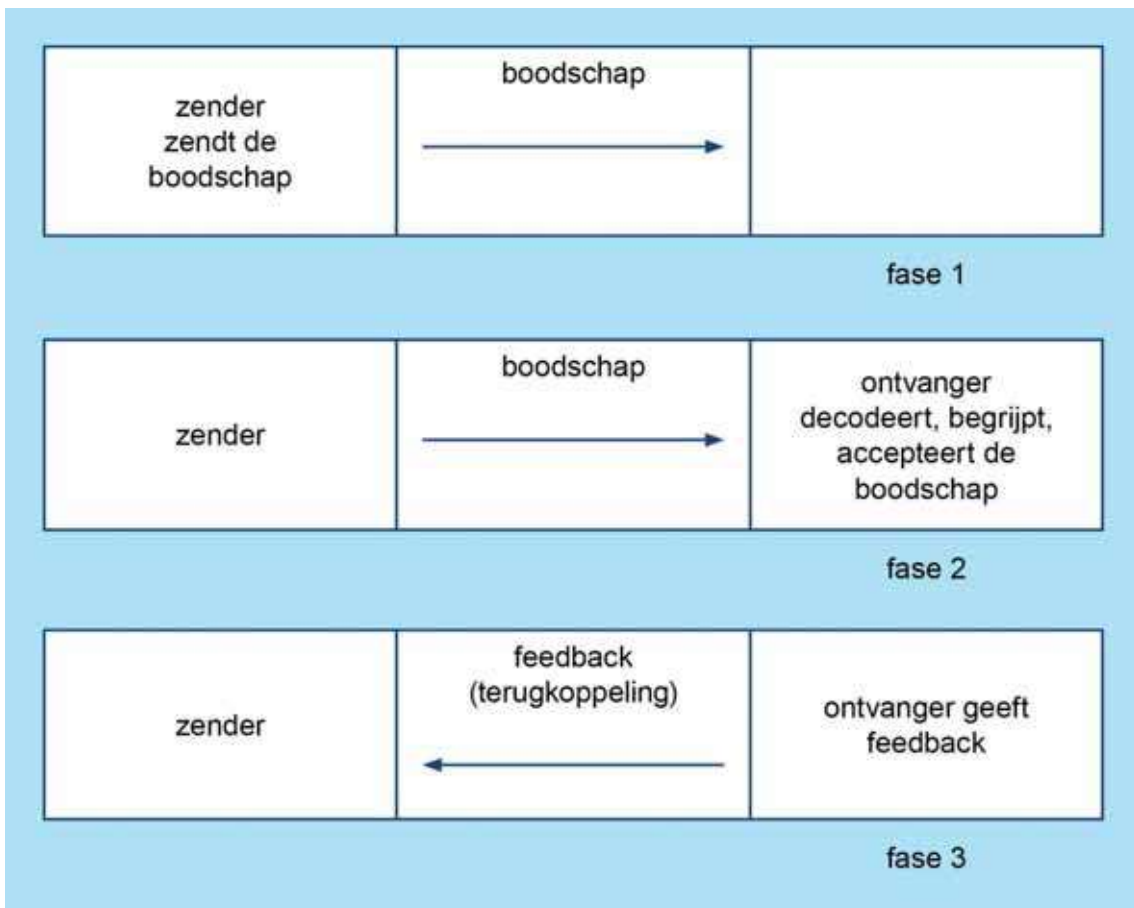 zender
zendt de
boodschap
boodschap
fase 1
zender
boodschap
ontvanger
decodeert, begrijpt,
accepteert de
boodschap
fase 2
zender
feedback
(terugkoppeling)
ontvanger geeft
feedback
fase 3